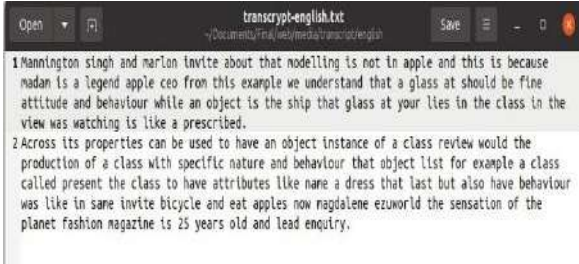 Open
transcrypt-english.txt
~/Documents/Final/web/media/transcript/english
Save
1 Mannington singh and marlon invite about that modelling is not in apple and this is because
madam is a legend apple ceo from this example we understand that a glass at should be fine
attitude and behaviour while an object is the ship that glass at your lies in the class in the
view was watching is like a prescribed.
2 Across its properties can be used to have an object instance of a class review would the
production of a class with specific nature and behaviour that object list for example a class
called present the class to have attributes like name a dress that last but also have behaviour
was like in same invite bicycle and eat apples now magdalene ezuworld the sensation of the
planet fashion magazine is 25 years old and lead enquiry.